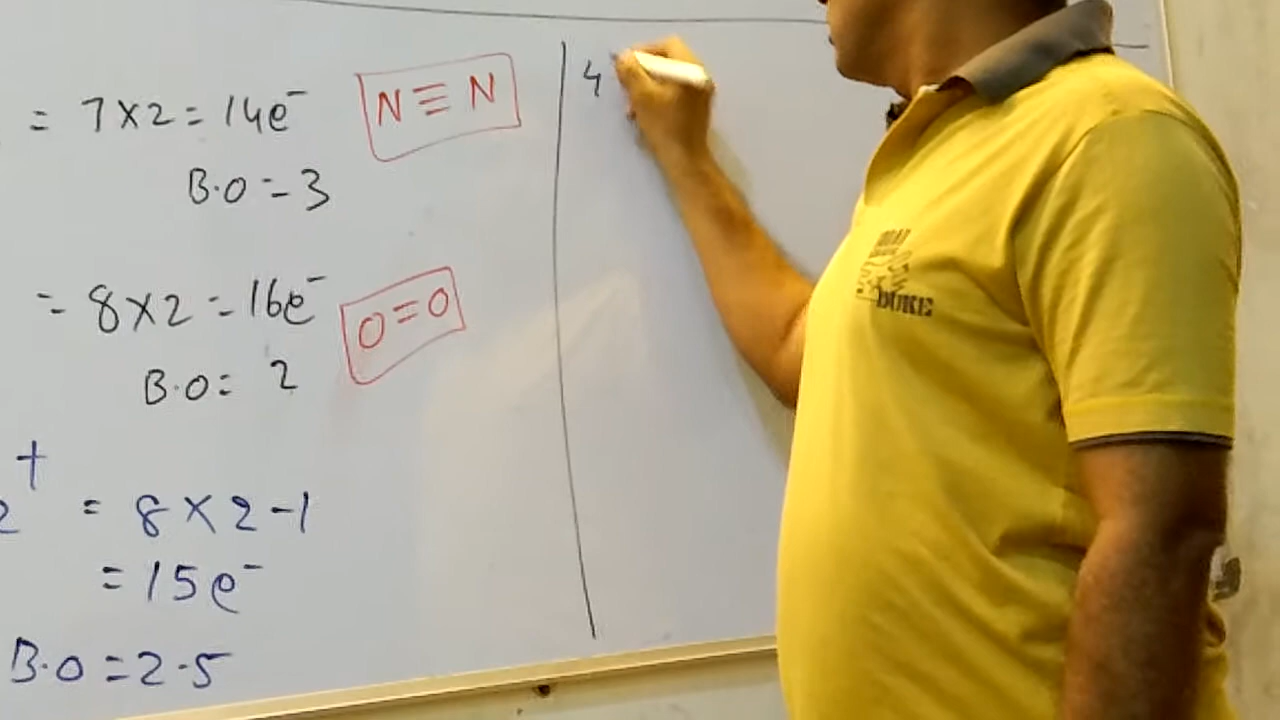 = 7×2 = 14e⁻
N≡N
B.O = 3
= 8×2 = 16e⁻
O=O
B.O = 2
2⁺ = 8×2-1
= 15e⁻
B.O = 2.5
4
DUKE